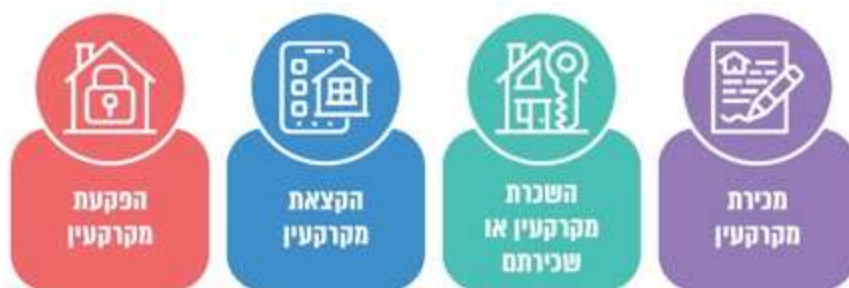 מכירת
מקרקעין
השכרת
מקרקעין או
שכירתם
הקצאת
מקרקעין
הפקעת
מקרקעין